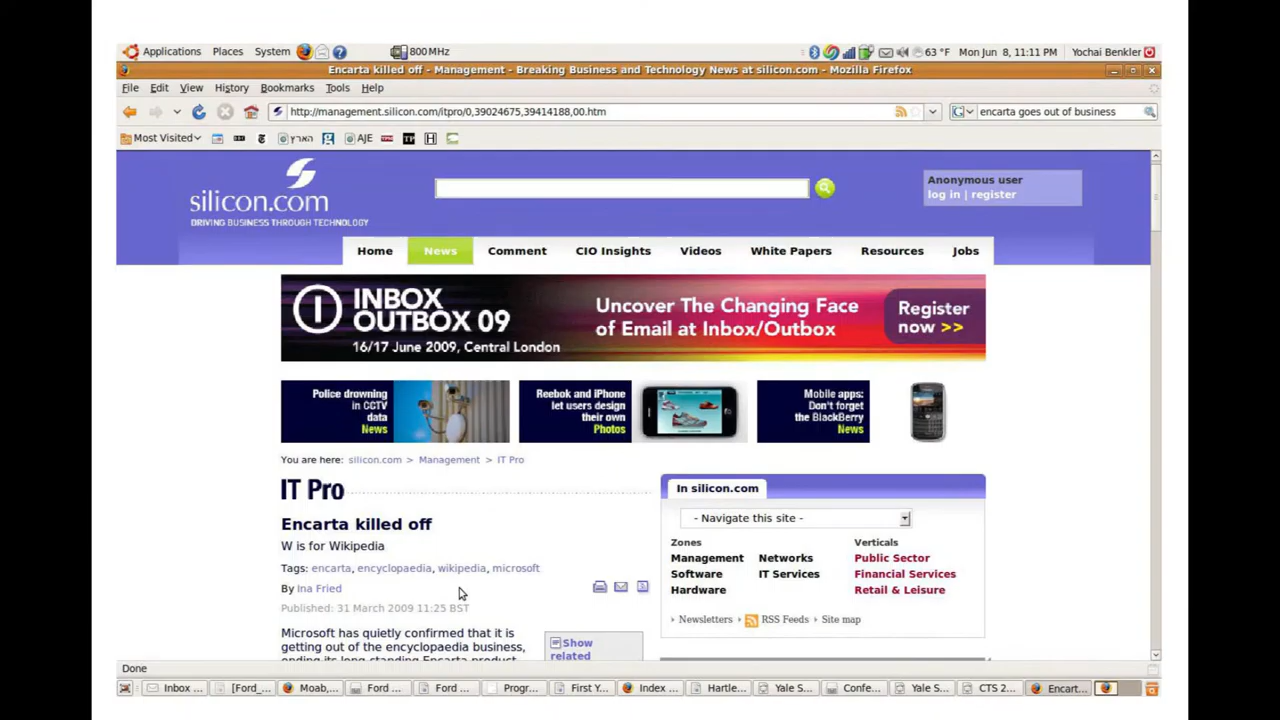 Applications Places System 800 MHz 63 °F Mon Jun 8, 11:11 PM Yochai Benkler
Encarta killed off - Management - Breaking Business and Technology News at silicon.com - Mozilla Firefox
File Edit View History Bookmarks Tools Help
http://management.silicon.com/itpro/0,39024675,39414188,00.htm encarta goes out of business
Most Visited הארץ AJE TP H
silicon.com
DRIVING BUSINESS THROUGH TECHNOLOGY
Anonymous user
log in | register
Home News Comment CIO Insights Videos White Papers Resources Jobs
INBOX
OUTBOX 09
16/17 June 2009, Central London
Uncover The Changing Face
of Email at Inbox/Outbox
Register
now >>
Police drowning
in CCTV
data
News
Reebok and iPhone
let users design
their own
Photos
Mobile apps:
Don't forget
the BlackBerry
News
You are here: silicon.com > Management > IT Pro
IT Pro
Encarta killed off
W is for Wikipedia
Tags: encarta, encyclopaedia, wikipedia, microsoft
By Ina Fried
Published: 31 March 2009 11:25 BST
Microsoft has quietly confirmed that it is
getting out of the encyclopaedia business,
ending its long-standing Encarta product
Show
related
In silicon.com
- Navigate this site -
Zones Verticals
Management Networks Public Sector
Software IT Services Financial Services
Hardware Retail & Leisure
Newsletters RSS Feeds Site map
Done
Inbox ... [Ford_... Moab,... Ford ... Ford ... Progr... First Y... Index ... Hartle... Yale S... Confe... Yale S... CTS 2... Encart...